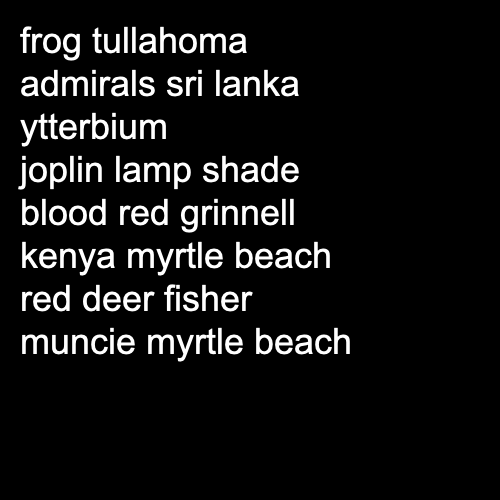 frog tullahoma
admirals sri lanka
ytterbium
joplin lamp shade
blood red grinnell
kenya myrtle beach
red deer fisher
muncie myrtle beach